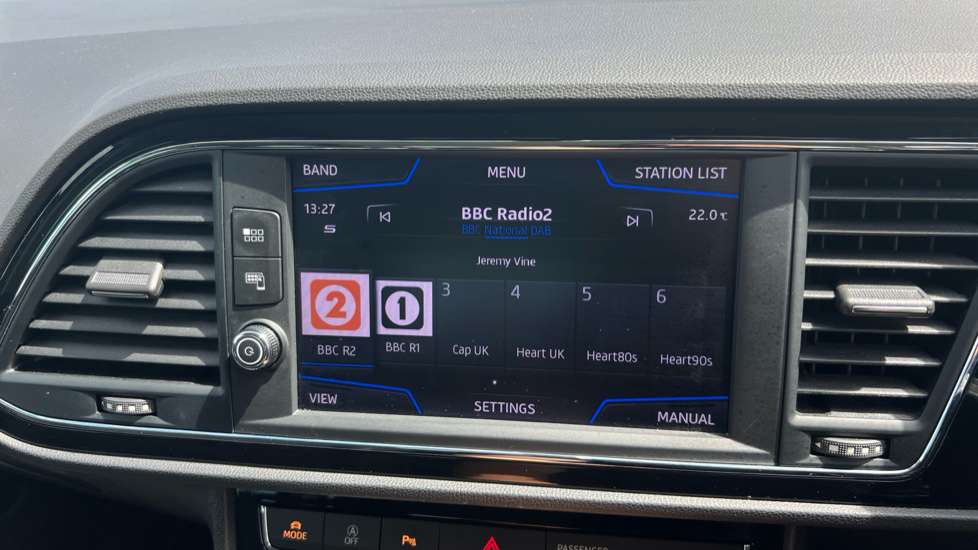 BAND MENU STATION LIST
13:27 BBC Radio2 22.0°C
BBC National DAB
Jeremy Vine
2 1 3 4 5 6
BBC R2 BBC R1 Cap UK Heart UK Heart80s Heart90s
VIEW SETTINGS MANUAL
MODE A OFF P PASSENGER